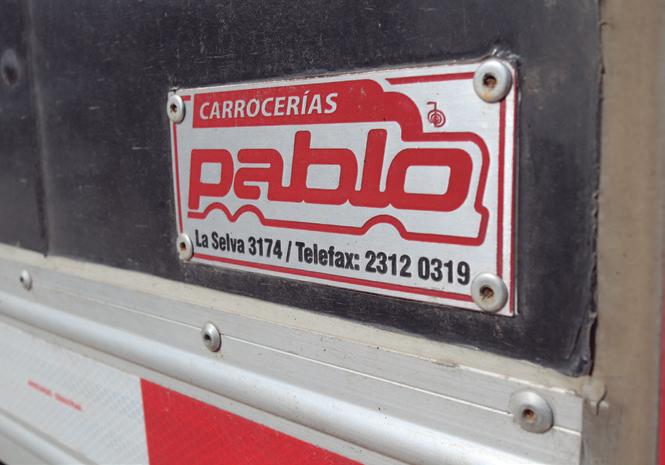 CARROCERÍAS
pablo
La Selva 3174 / Telefax: 2312 0319